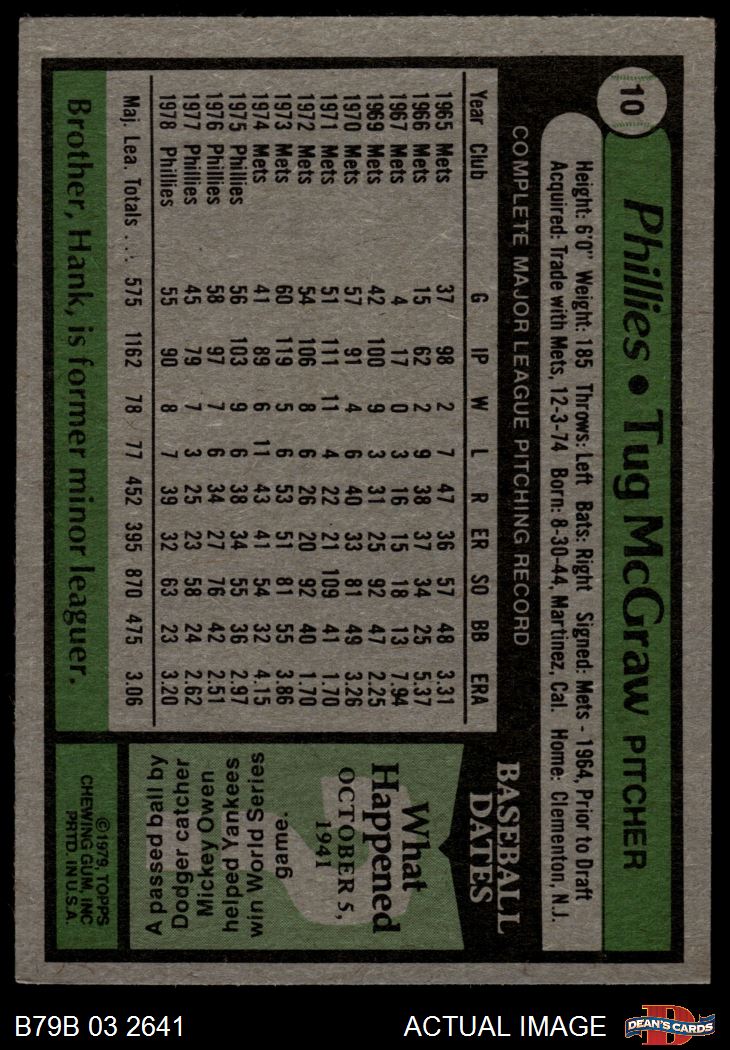 10
Phillies • Tug McGraw PITCHER
Height: 6'0" Weight: 185 Throws: Left Bats: Right Signed: Mets - 1964, Prior to Draft
Acquired: Trade with Mets, 12-3-74 Born: 8-30-44, Martinez, Cal. Home: Clementon, N.J.
COMPLETE MAJOR LEAGUE PITCHING RECORD
Year Club G IP W L R ER SO BB ERA
1965 Mets 37 98 2 7 47 36 57 48 3.31
1966 Mets 15 62 2 9 38 37 34 25 5.37
1967 Mets 4 17 0 3 16 15 18 13 7.94
1969 Mets 42 100 9 3 31 25 92 47 2.25
1970 Mets 57 91 4 6 40 33 81 49 3.26
1971 Mets 51 111 11 4 22 21 109 41 1.70
1972 Mets 54 106 8 6 26 20 92 40 1.70
1973 Mets 60 119 5 6 53 51 81 55 3.86
1974 Mets 41 89 6 11 43 41 54 32 4.15
1975 Phillies 56 103 9 6 38 34 55 36 2.97
1976 Phillies 58 97 7 6 34 27 76 42 2.51
1977 Phillies 45 79 7 3 25 23 58 24 2.62
1978 Phillies 55 90 8 7 39 32 63 23 3.20
Maj. Lea. Totals ... 575 1162 78 77 452 395 870 475 3.06
Brother, Hank, is former minor leaguer.
BASEBALL
DATES
What
Happened
OCTOBER 5,
1941
A passed ball by
Dodger catcher
Mickey Owen
helped Yankees
win World Series
game.
©1979, TOPPS
CHEWING GUM, INC
PRTD. IN U.S.A.
B79B 03 2641 ACTUAL IMAGE
DEAN'S CARDS